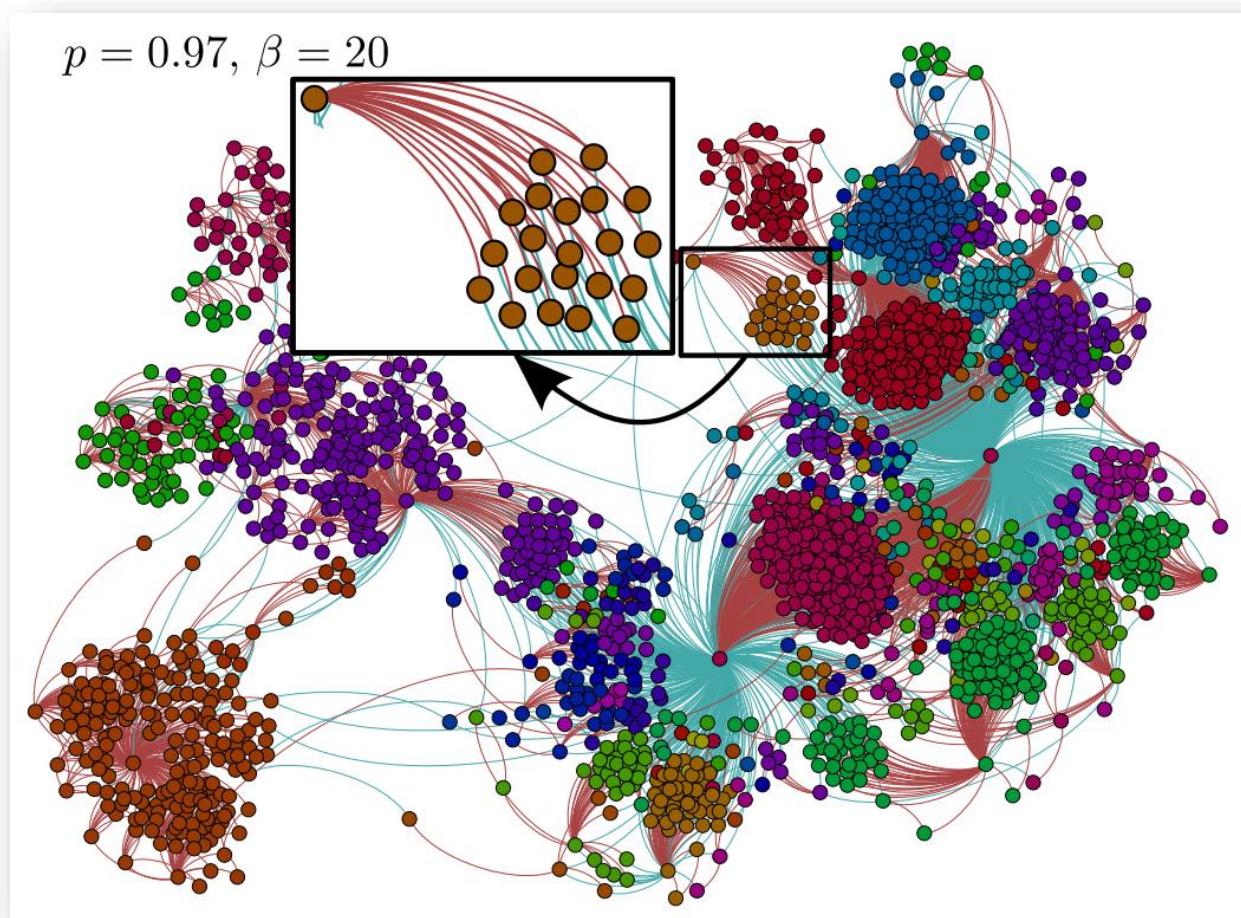 p = 0.97, β = 20